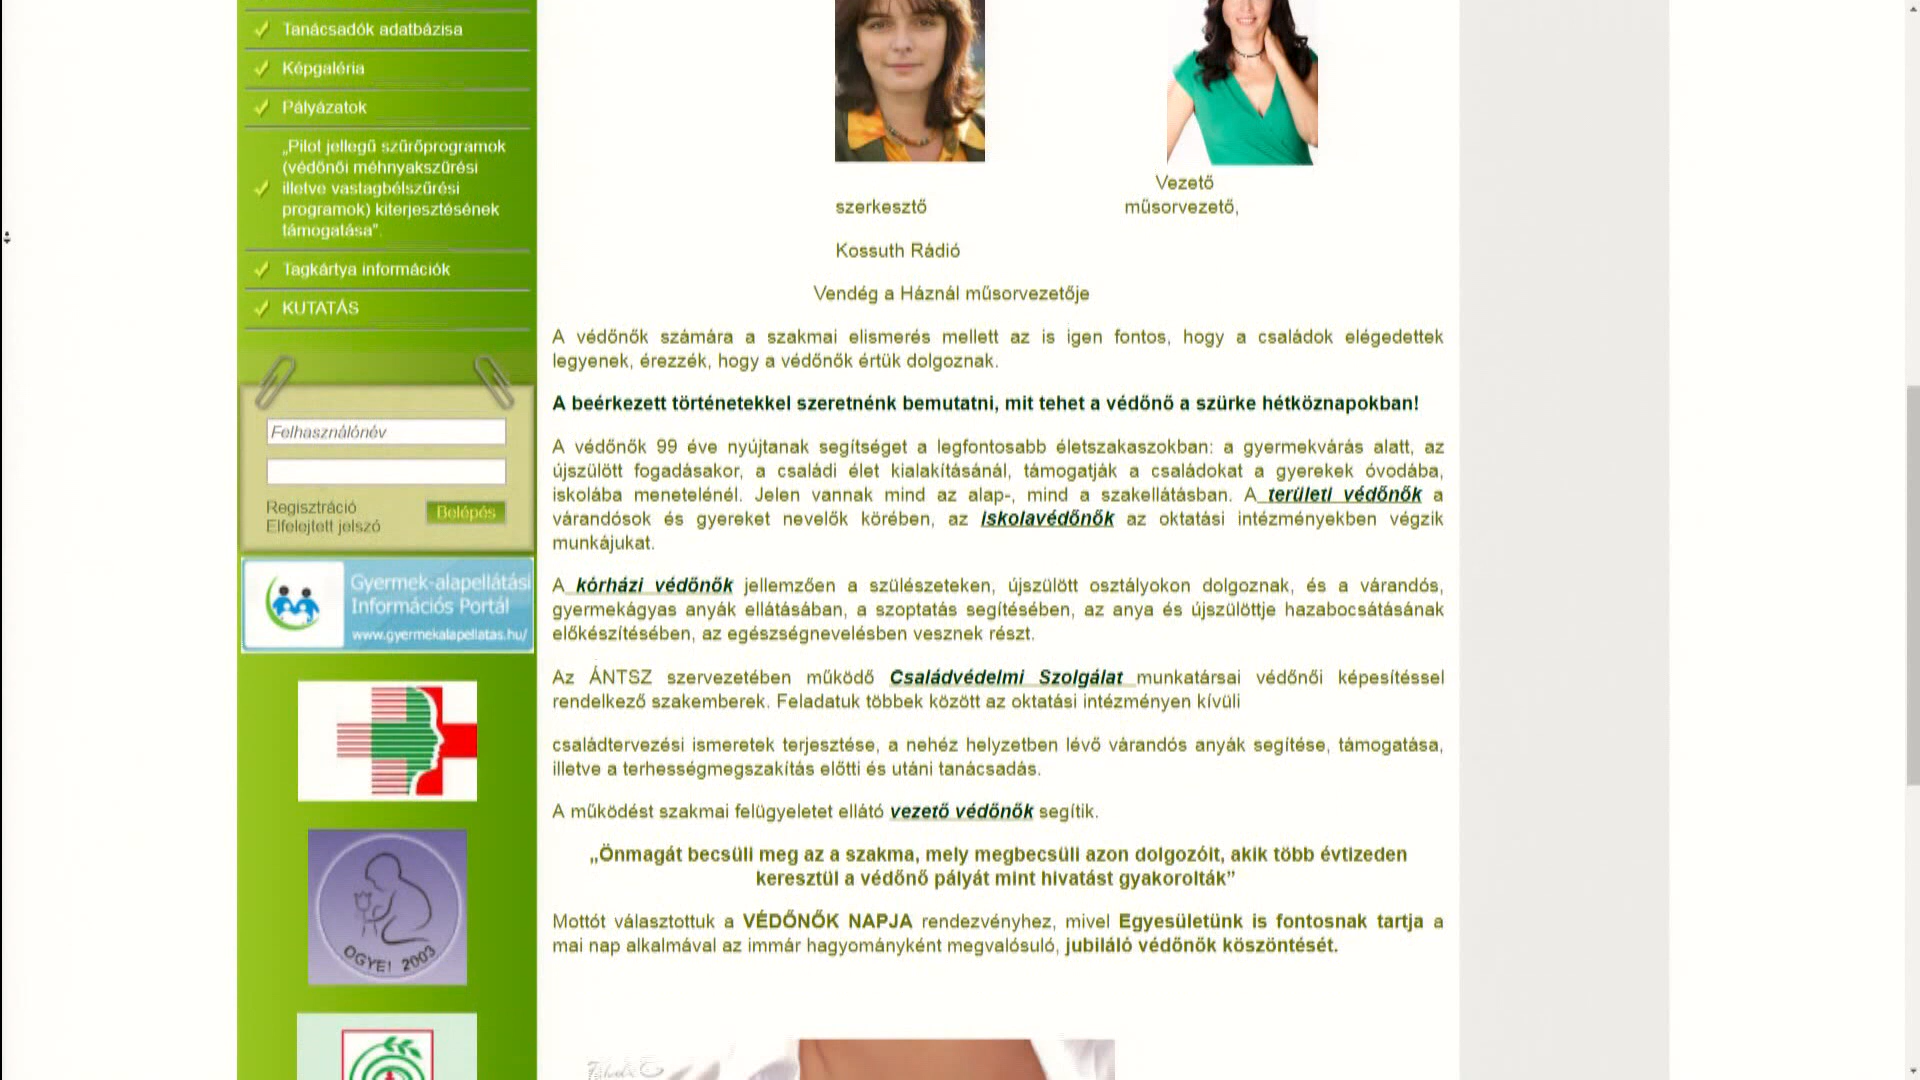 Tanácsadók adatbázisa
Képgaléria
Pályázatok
„Pilot jellegű szűrőprogramok
(védőnői méhnyakszűrési
illetve vastagbélszűrési
programok) kiterjesztésének
támogatása".
Tagkártya információk
KUTATÁS
Felhasználónév
Regisztráció
Elfelejtett jelszó
Belépés
Gyermek-alapellátási
Információs Portál
www.gyermekalapellatas.hu/
OGYEI 2003
Vezető
szerkesztő műsorvezető,
Kossuth Rádió
Vendég a Háznál műsorvezetője
A védőnők számára a szakmai elismerés mellett az is igen fontos, hogy a családok elégedettek
legyenek, érezzék, hogy a védőnők értük dolgoznak.
A beérkezett történetekkel szeretnénk bemutatni, mit tehet a védőnő a szürke hétköznapokban!
A védőnők 99 éve nyújtanak segítséget a legfontosabb életszakaszokban: a gyermekvárás alatt, az
újszülött fogadásakor, a családi élet kialakításánál, támogatják a családokat a gyerekek óvodába,
iskolába menetelénél. Jelen vannak mind az alap-, mind a szakellátásban. A területi védőnők a
várandósok és gyereket nevelők körében, az iskolavédőnők az oktatási intézményekben végzik
munkájukat.
A kórházi védőnők jellemzően a szülészeteken, újszülött osztályokon dolgoznak, és a várandós,
gyermekágyas anyák ellátásában, a szoptatás segítésében, az anya és újszülöttje hazabocsátásának
előkészítésében, az egészségnevelésben vesznek részt.
Az ÁNTSZ szervezetében működő Családvédelmi Szolgálat munkatársai védőnői képesítéssel
rendelkező szakemberek. Feladatuk többek között az oktatási intézményen kívüli
családtervezési ismeretek terjesztése, a nehéz helyzetben lévő várandós anyák segítése, támogatása,
illetve a terhességmegszakítás előtti és utáni tanácsadás.
A működést szakmai felügyeletet ellátó vezető védőnők segítik.
„Önmagát becsüli meg az a szakma, mely megbecsüli azon dolgozóit, akik több évtizeden
keresztül a védőnő pályát mint hivatást gyakorolták”
Mottót választottuk a VÉDŐNŐK NAPJA rendezvényhez, mivel Egyesületünk is fontosnak tartja a
mai nap alkalmával az immár hagyományként megvalósuló, jubiláló védőnők köszöntését.